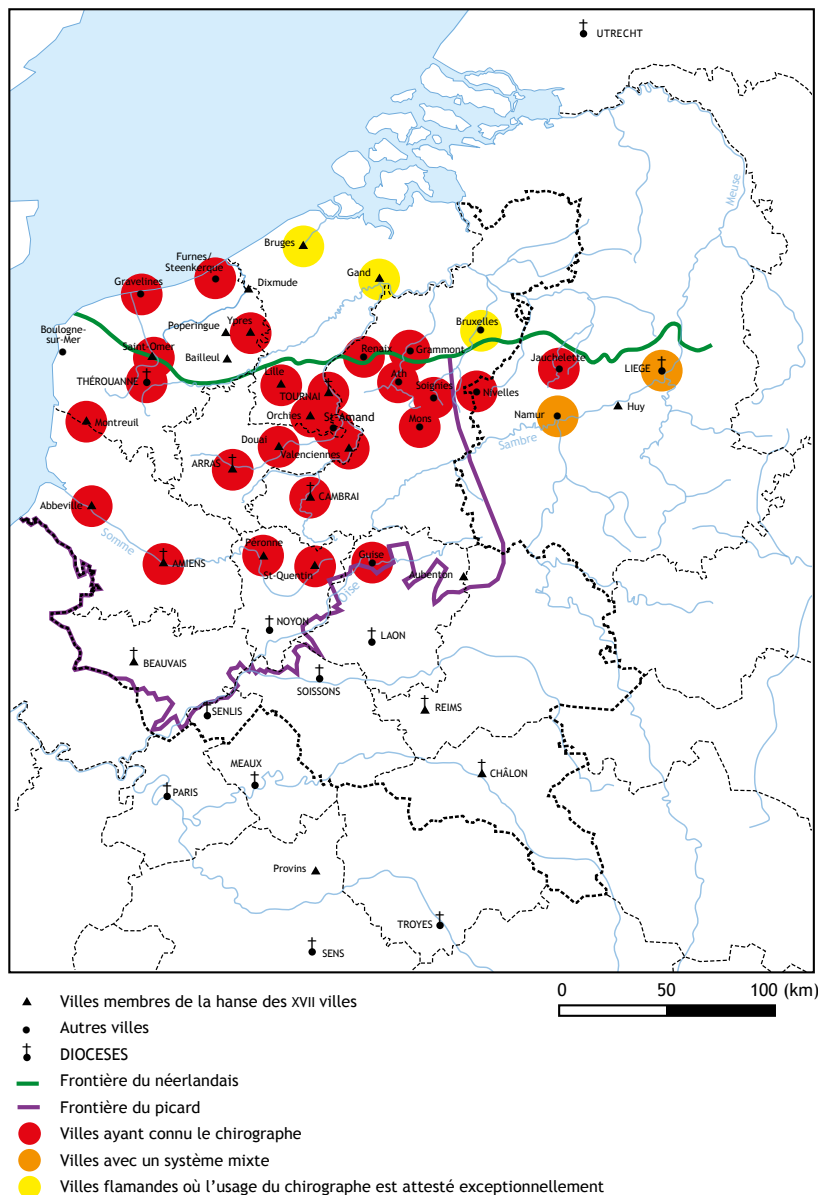 UTRECHT
Meuse
Bruges
Furnes/
Steenkerque
Gand
Gravelines
Dixmude
Boulogne-
sur-Mer
Poperingue
Ypres
Bruxelles
Saint-Omer
Bailleul
Renaix
Grammont
Jauchelette
LIEGE
THÉROUANNE
Lille
TOURNAI
Ath
Soignies
Nivelles
Huy
Montreuil
Orchies
St-Amand
Mons
Namur
Sambre
Douai
Valenciennes
ARRAS
CAMBRAI
Abbeville
Somme
AMIENS
Péronne
St-Quentin
Guise
Aubenton
Oise
NOYON
LAON
BEAUVAIS
SOISSONS
SENLIS
REIMS
MEAUX
CHÂLON
PARIS
Provins
TROYES
SENS
0 50 100 (km)
Villes membres de la hanse des XVII villes
Autres villes
DIOCESES
Frontière du néerlandais
Frontière du picard
Villes ayant connu le chirographe
Villes avec un système mixte
Villes flamandes où l'usage du chirographe est attesté exceptionnellement